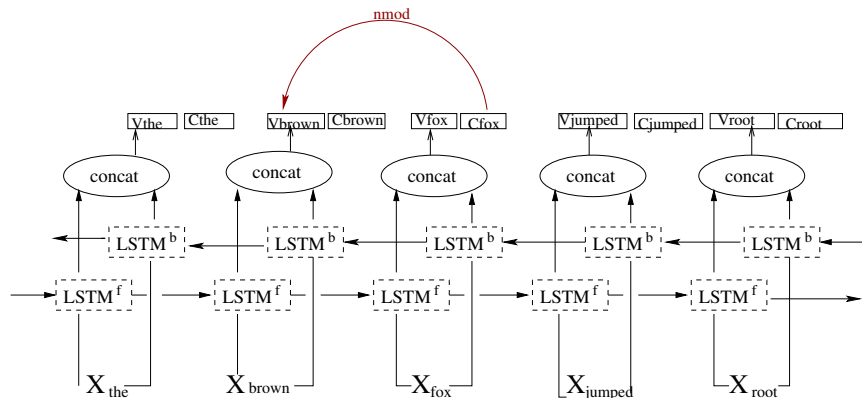 nmod
Vthe Cthe Vbrown Cbrown Vfox Cfox Vjumped Cjumped Vroot Croot
concat concat concat concat concat
LSTM b LSTM b LSTM b LSTM b LSTM b
LSTM f LSTM f LSTM f LSTM f LSTM f
X the X brown X fox X jumped X root